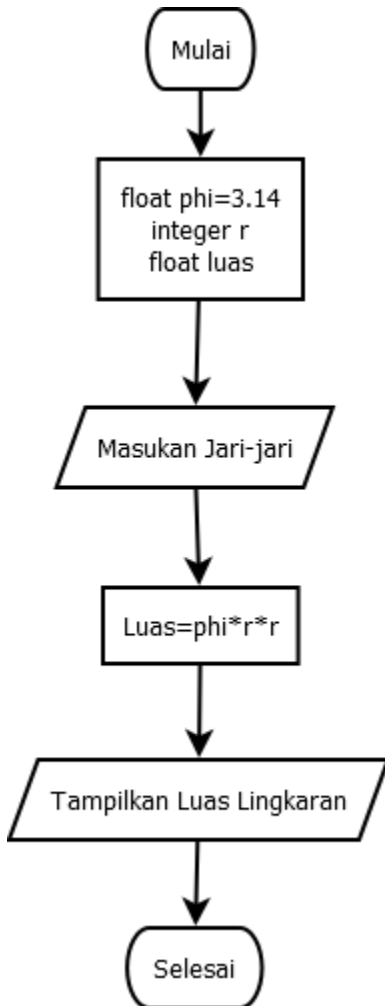 Mulai
float phi=3.14
integer r
float luas
Masukan Jari-jari
Luas=phi*r*r
Tampilkan Luas Lingkaran
Selesai